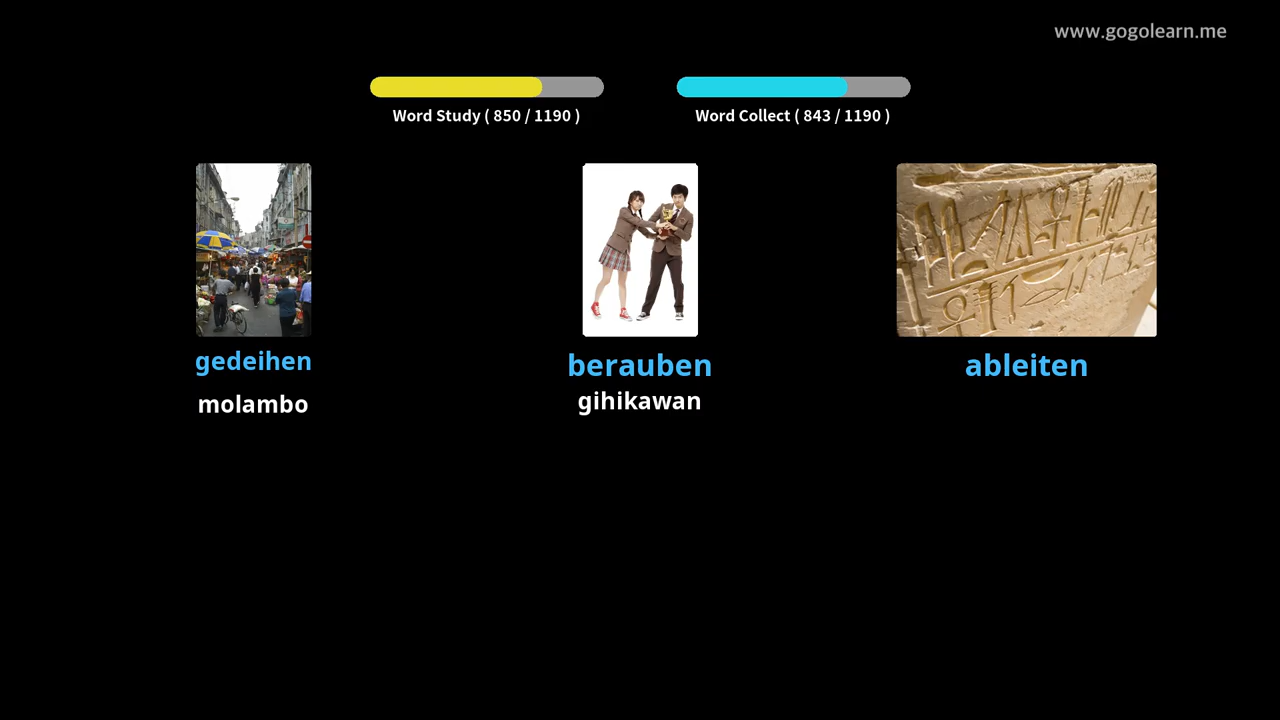 www.gogolearn.me
Word Study ( 850 / 1190 )
Word Collect ( 843 / 1190 )
gedeihen
molambo
berauben
gihikawan
ableiten